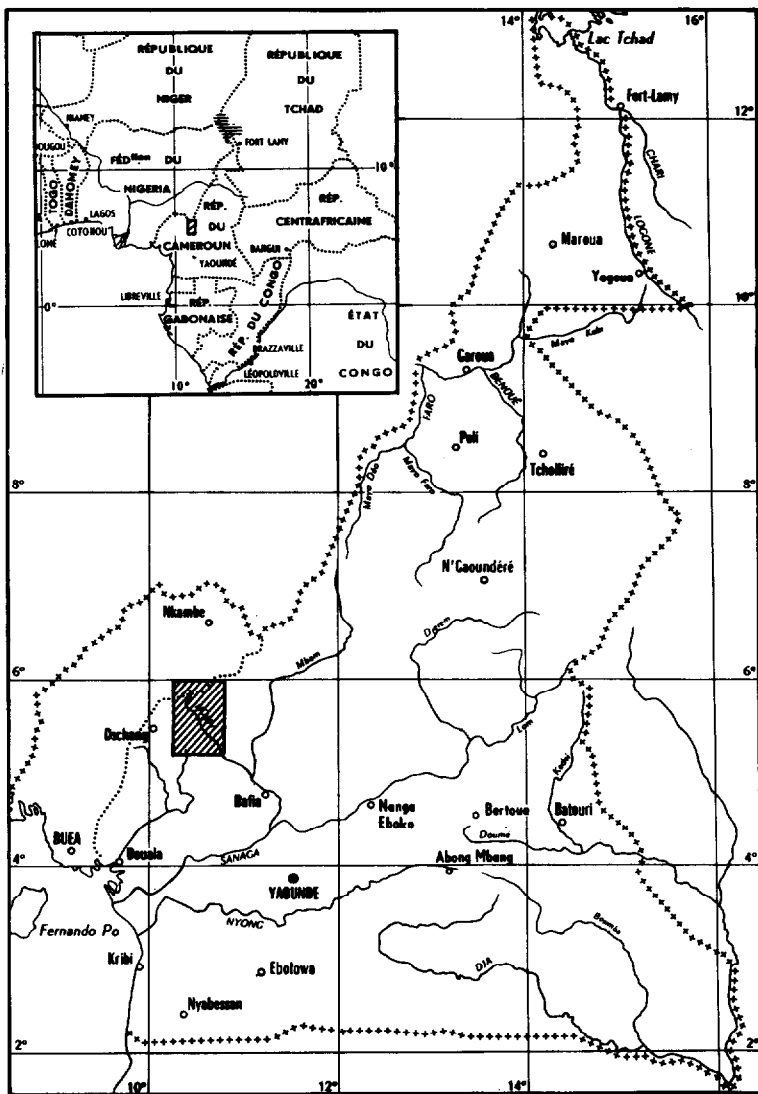 14°
16°
Lac Tchad
Fort-Lamy
12°
CHARI
LOGONE
Maroua
Yagoua
10°
Mayo Kebi
RÉPUBLIQUE
DU
NIGER
RÉPUBLIQUE
DU
TCHAD
NIAMEY
FORT LAMY
10°
FÉD^tion DU
NIGERIA
TOGO
DAHOMEY
LAGOS
COTONOU
LOMÉ
RÉP.
DU
CAMEROUN
YAOUNDÉ
RÉP.
CENTRAFRICAINE
BANGUI
LIBREVILLE
0°
RÉP.
GABONAISE
RÉP. DU CONGO
BRAZZAVILLE
LÉOPOLDVILLE
ÉTAT
DU
CONGO
10°
20°
Garoua
BENOUÉ
FARO
Poli
Tcholliré
Mayo Déo
Mayo Faro
8°
N'Gaoundéré
Nkambe
Djerem
Mbam
6°
6°
Dschang
Lom
Kadei
Bafia
Nanga
Eboko
Bertoua
Batouri
Doume
BUEA
4°
Douala
SANAGA
YAOUNDE
Abong Mbang
4°
Fernando Po
NYONG
Boumba
DJA
Kribi
Ebolowa
Nyabessan
2°
2°
10°
12°
14°
16°